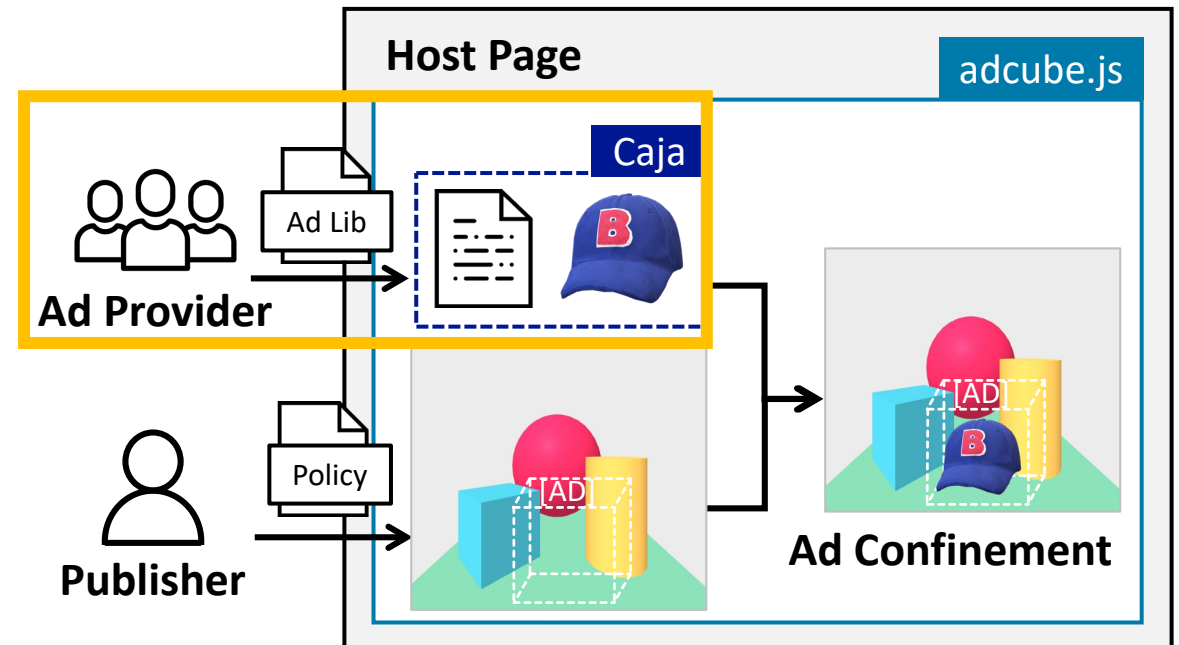 Host Page
adcube.js
Caja
Ad Lib
B
Ad Provider
Policy
[AD]
Publisher
[AD]
B
Ad Confinement